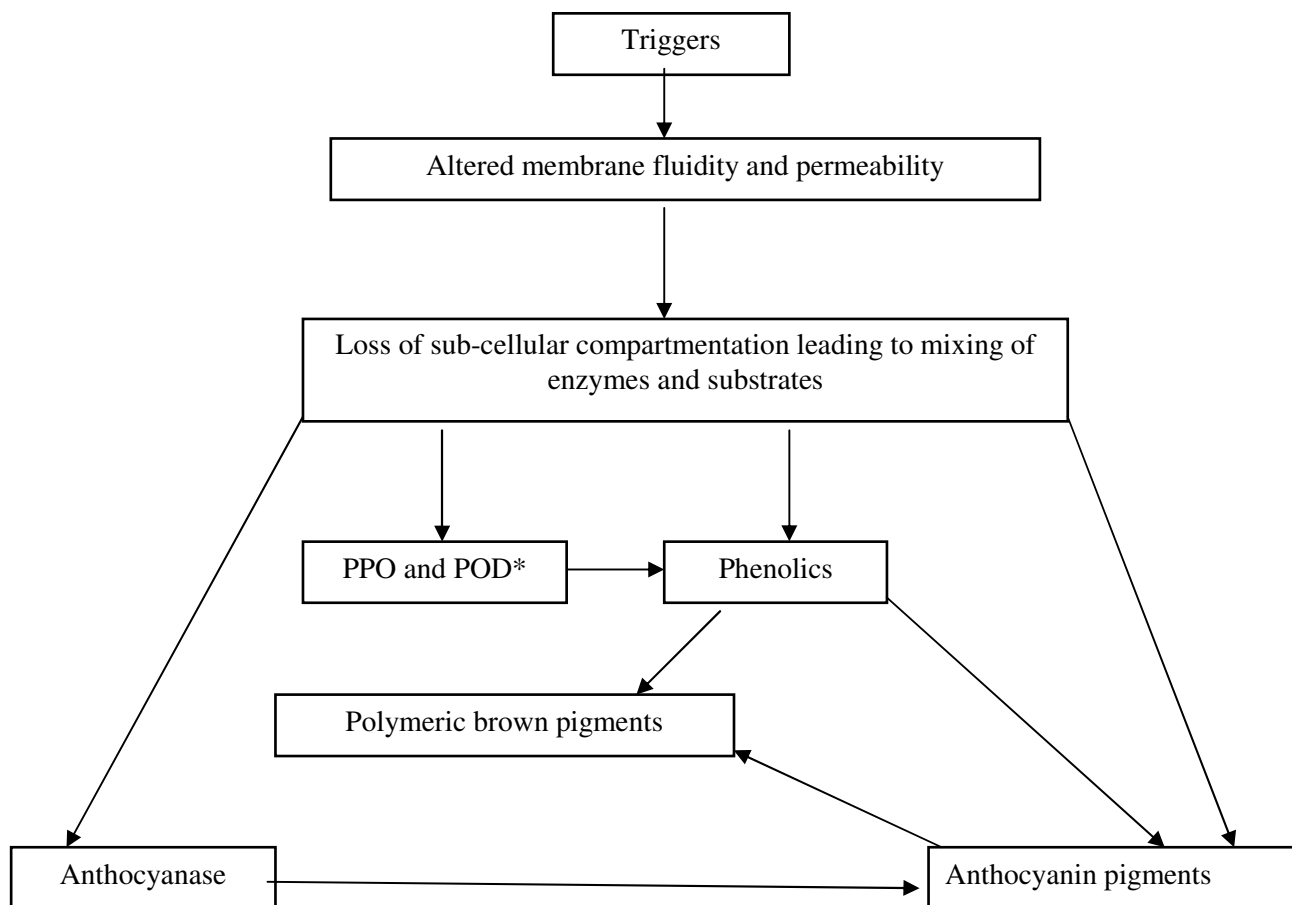 Triggers
Altered membrane fluidity and permeability
Loss of sub-cellular compartmentation leading to mixing of
enzymes and substrates
PPO and POD*
Phenolics
Polymeric brown pigments
Anthocyanase
Anthocyanin pigments